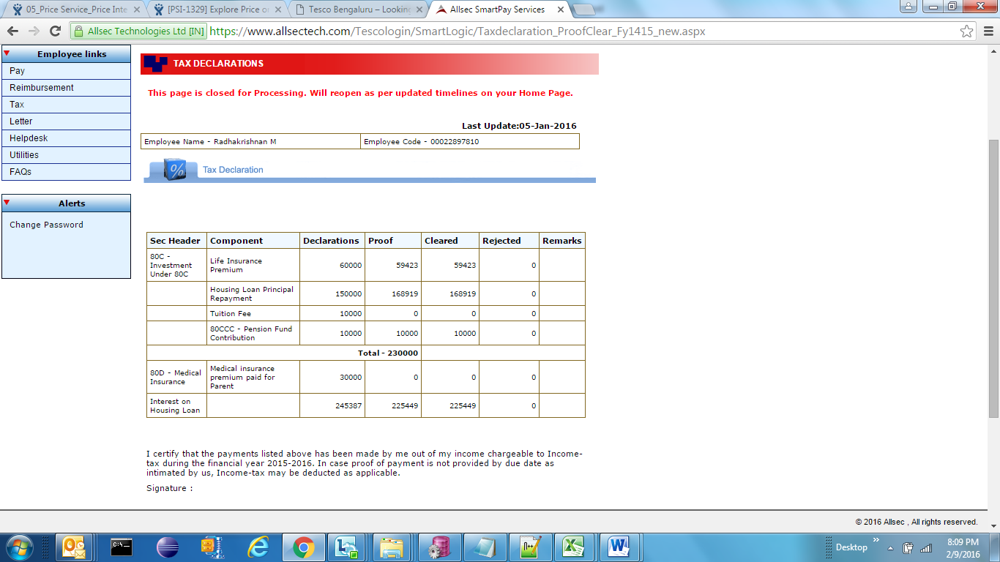 05_Price Service_Price Inte
[PSI-1329] Explore Price or
Tesco Bengaluru – Looking
Allsec SmartPay Services
Allsec Technologies Ltd [IN] https://www.allsectech.com/Tescologin/SmartLogic/Taxdeclaration_ProofClear_Fy1415_new.aspx
Employee links
Pay
Reimbursement
Tax
Letter
Helpdesk
Utilities
FAQs
Alerts
Change Password
TAX DECLARATIONS
This page is closed for Processing. Will reopen as per updated timelines on your Home Page.
Last Update:05-Jan-2016
Employee Name - Radhakrishnan M Employee Code - 00022897810
% Tax Declaration
Sec Header Component Declarations Proof Cleared Rejected Remarks
80C -
Investment
Under 80C
Life Insurance
Premium
60000 59423 59423 0
Housing Loan Principal
Repayment
150000 168919 168919 0
Tuition Fee 10000 0 0 0
80CCC - Pension Fund
Contribution
10000 10000 10000 0
Total - 230000
80D - Medical
Insurance
Medical insurance
premium paid for
Parent
30000 0 0 0
Interest on
Housing Loan
245387 225449 225449 0
I certify that the payments listed above has been made by me out of my income chargeable to Income-
tax during the financial year 2015-2016. In case proof of payment is not provided by due date as
intimated by us, Income-tax may be deducted as applicable.
Signature :
© 2016 Allsec , All rights reserved.
Desktop
8:09 PM
2/9/2016